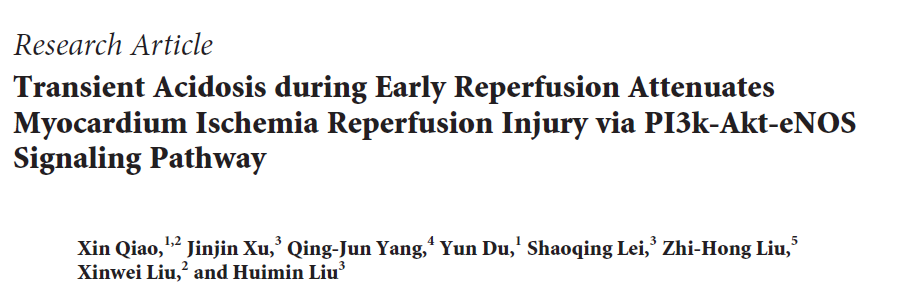 Research Article
Transient Acidosis during Early Reperfusion Attenuates
Myocardium Ischemia Reperfusion Injury via PI3k-Akt-eNOS
Signaling Pathway
Xin Qiao,1,2 Jinjin Xu,3 Qing-Jun Yang,4 Yun Du,1 Shaoqing Lei,3 Zhi-Hong Liu,5
Xinwei Liu,2 and Huimin Liu3